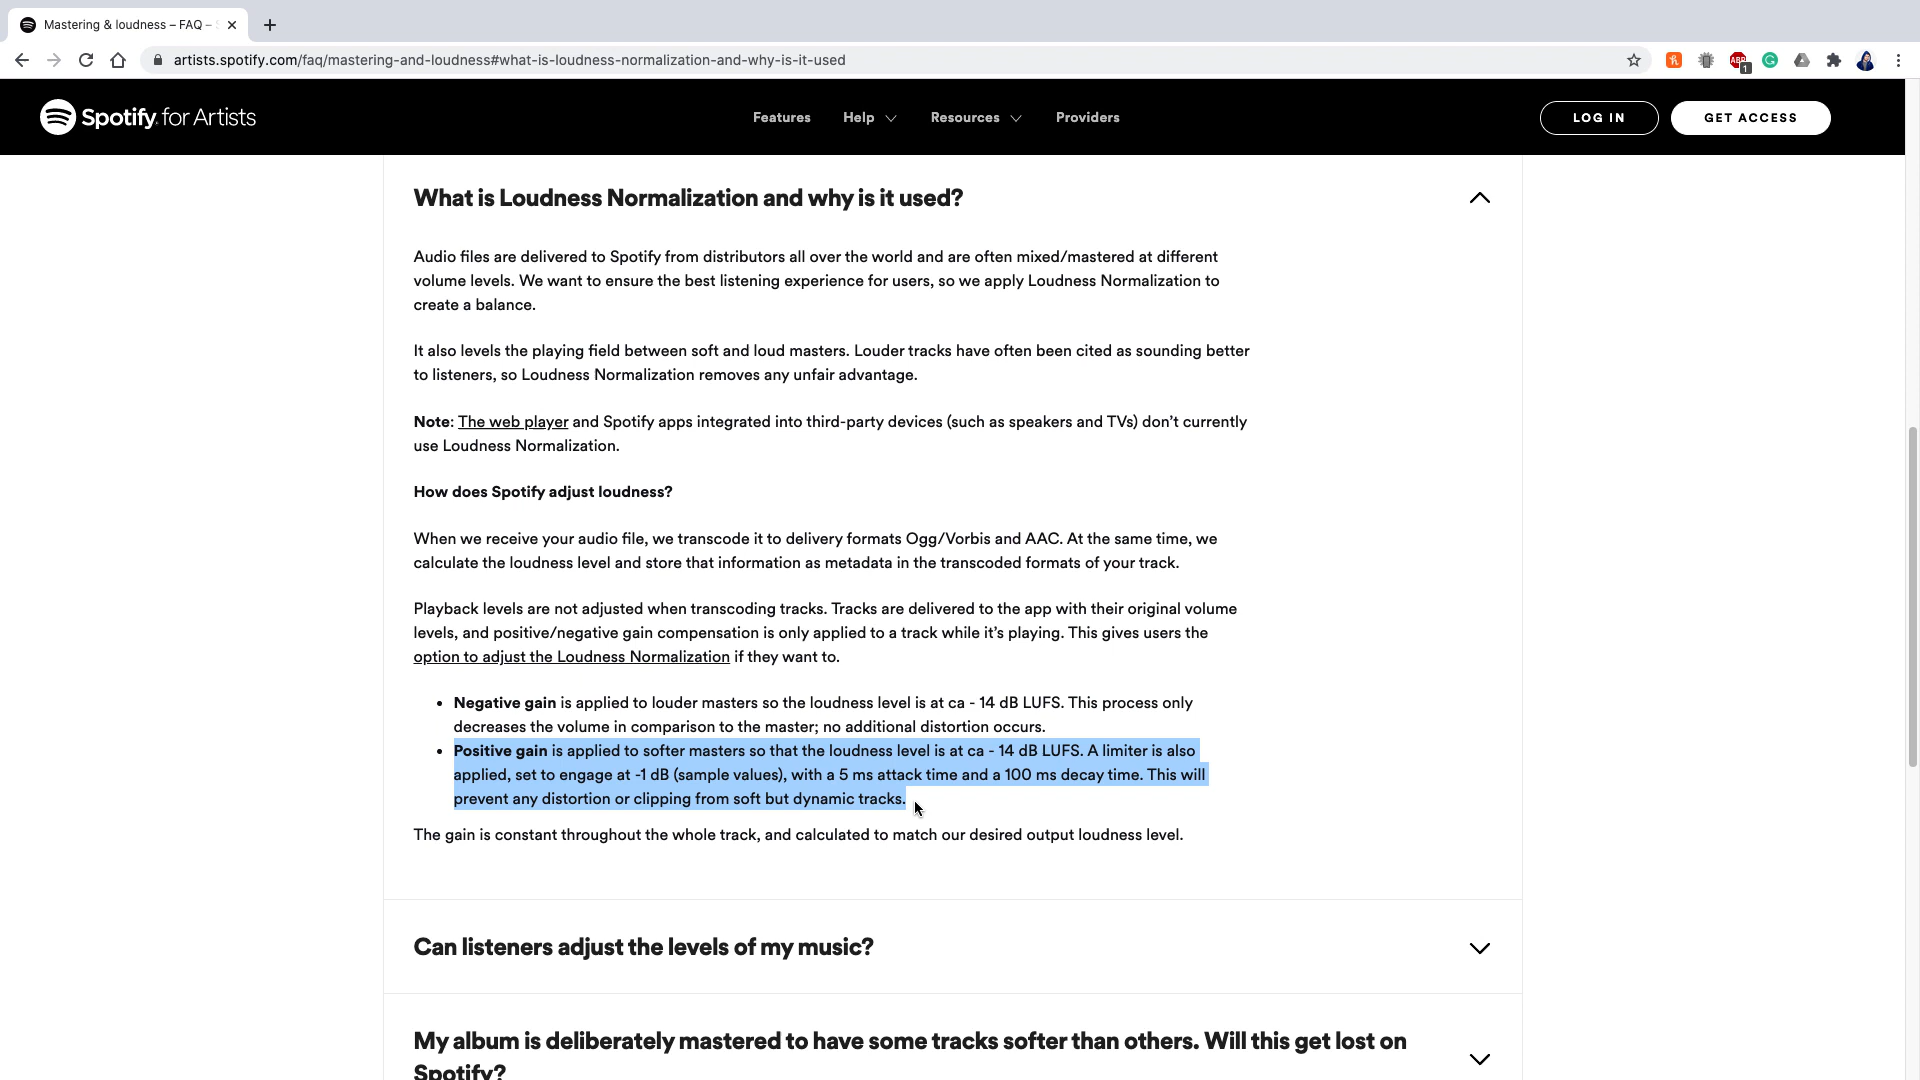 Mastering & loudness – FAQ –
artists.spotify.com/faq/mastering-and-loudness#what-is-loudness-normalization-and-why-is-it-used
ABP
1
Spotify for Artists
Features
Help
Resources
Providers
LOG IN
GET ACCESS
What is Loudness Normalization and why is it used?
Audio files are delivered to Spotify from distributors all over the world and are often mixed/mastered at different
volume levels. We want to ensure the best listening experience for users, so we apply Loudness Normalization to
create a balance.
It also levels the playing field between soft and loud masters. Louder tracks have often been cited as sounding better
to listeners, so Loudness Normalization removes any unfair advantage.
Note: The web player and Spotify apps integrated into third-party devices (such as speakers and TVs) don’t currently
use Loudness Normalization.
How does Spotify adjust loudness?
When we receive your audio file, we transcode it to delivery formats Ogg/Vorbis and AAC. At the same time, we
calculate the loudness level and store that information as metadata in the transcoded formats of your track.
Playback levels are not adjusted when transcoding tracks. Tracks are delivered to the app with their original volume
levels, and positive/negative gain compensation is only applied to a track while it’s playing. This gives users the
option to adjust the Loudness Normalization if they want to.
• Negative gain is applied to louder masters so the loudness level is at ca - 14 dB LUFS. This process only
decreases the volume in comparison to the master; no additional distortion occurs.
• Positive gain is applied to softer masters so that the loudness level is at ca - 14 dB LUFS. A limiter is also
applied, set to engage at -1 dB (sample values), with a 5 ms attack time and a 100 ms decay time. This will
prevent any distortion or clipping from soft but dynamic tracks.
The gain is constant throughout the whole track, and calculated to match our desired output loudness level.
Can listeners adjust the levels of my music?
My album is deliberately mastered to have some tracks softer than others. Will this get lost on
Spotify?